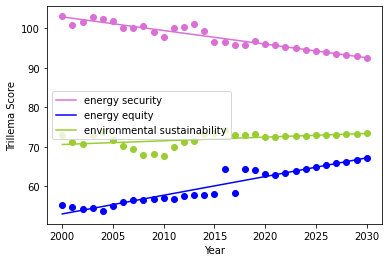 100
90
80
70
60
Trillema Score
energy security
energy equity
environmental sustainability
2000 2005 2010 2015 2020 2025 2030
Year